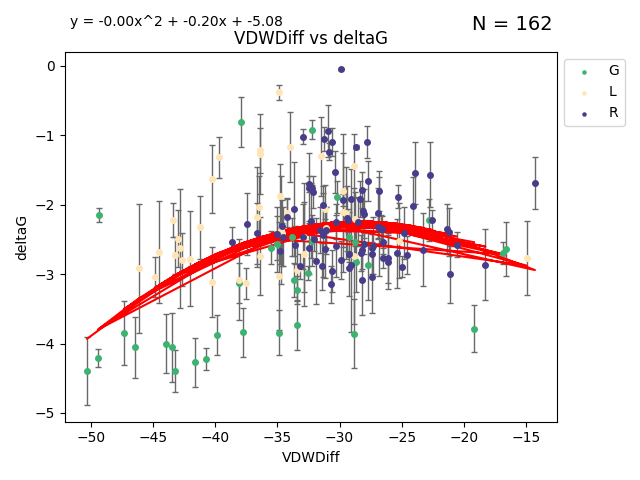 y = -0.00x^2 + -0.20x + -5.08
N = 162
VDWDiff vs deltaG
G
L
R
deltaG
0
−1
−2
−3
−4
−5
−50 −45 −40 −35 −30 −25 −20 −15
VDWDiff